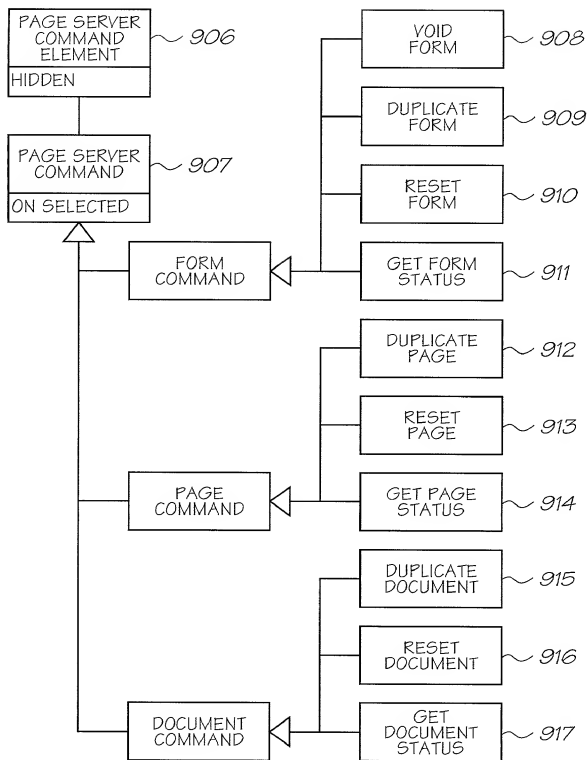 PAGE SERVER
COMMAND
ELEMENT
906
HIDDEN
PAGE SERVER
COMMAND
907
ON SELECTED
VOID
FORM
908
DUPLICATE
FORM
909
RESET
FORM
910
FORM
COMMAND
GET FORM
STATUS
911
DUPLICATE
PAGE
912
RESET
PAGE
913
PAGE
COMMAND
GET PAGE
STATUS
914
DUPLICATE
DOCUMENT
915
RESET
DOCUMENT
916
DOCUMENT
COMMAND
GET
DOCUMENT
STATUS
917